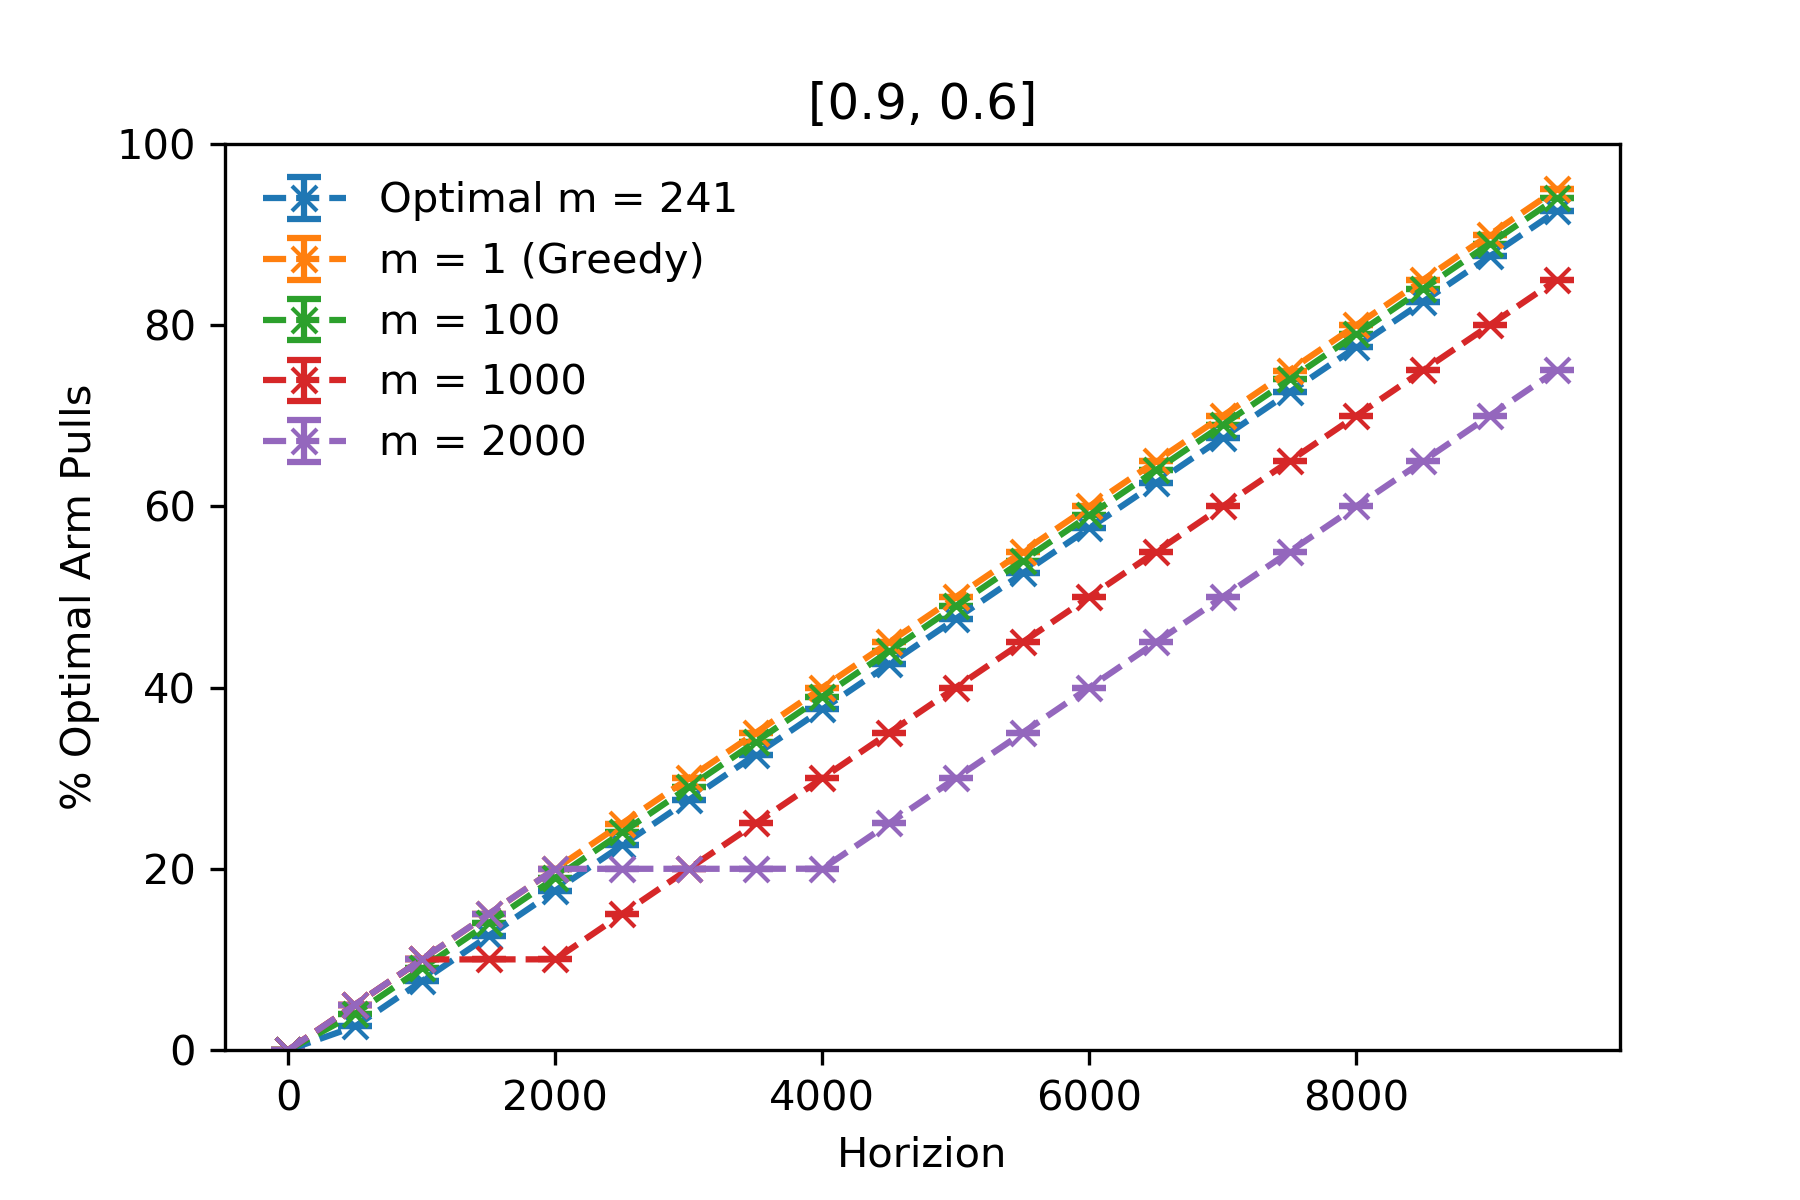 [0.9, 0.6]
100
80
60
40
20
0
% Optimal Arm Pulls
Optimal m = 241
m = 1 (Greedy)
m = 100
m = 1000
m = 2000
0 2000 4000 6000 8000
Horizion